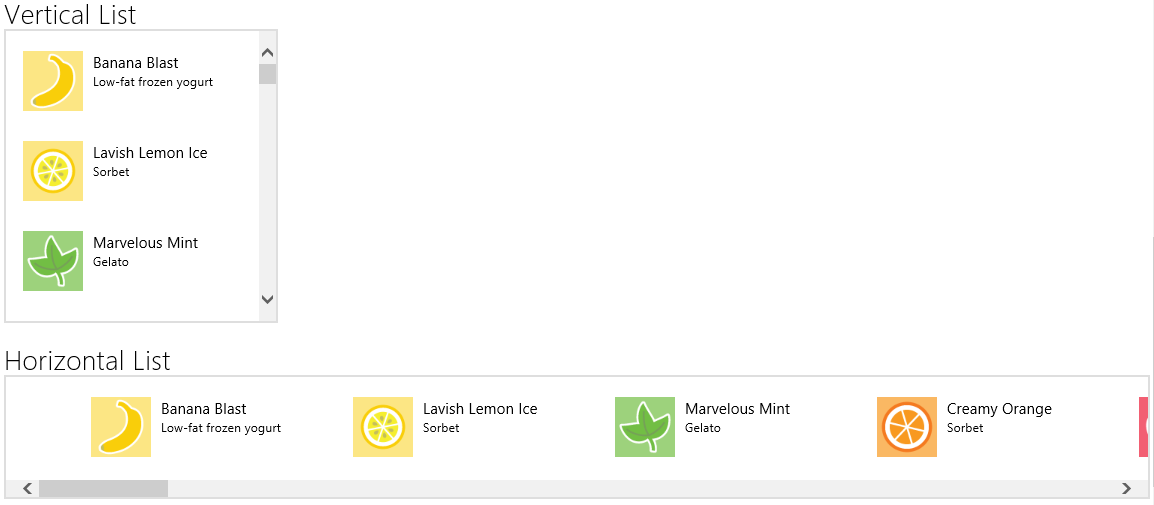 Vertical List
Banana Blast
Low-fat frozen yogurt
Lavish Lemon Ice
Sorbet
Marvelous Mint
Gelato
Horizontal List
Banana Blast
Low-fat frozen yogurt
Lavish Lemon Ice
Sorbet
Marvelous Mint
Gelato
Creamy Orange
Sorbet